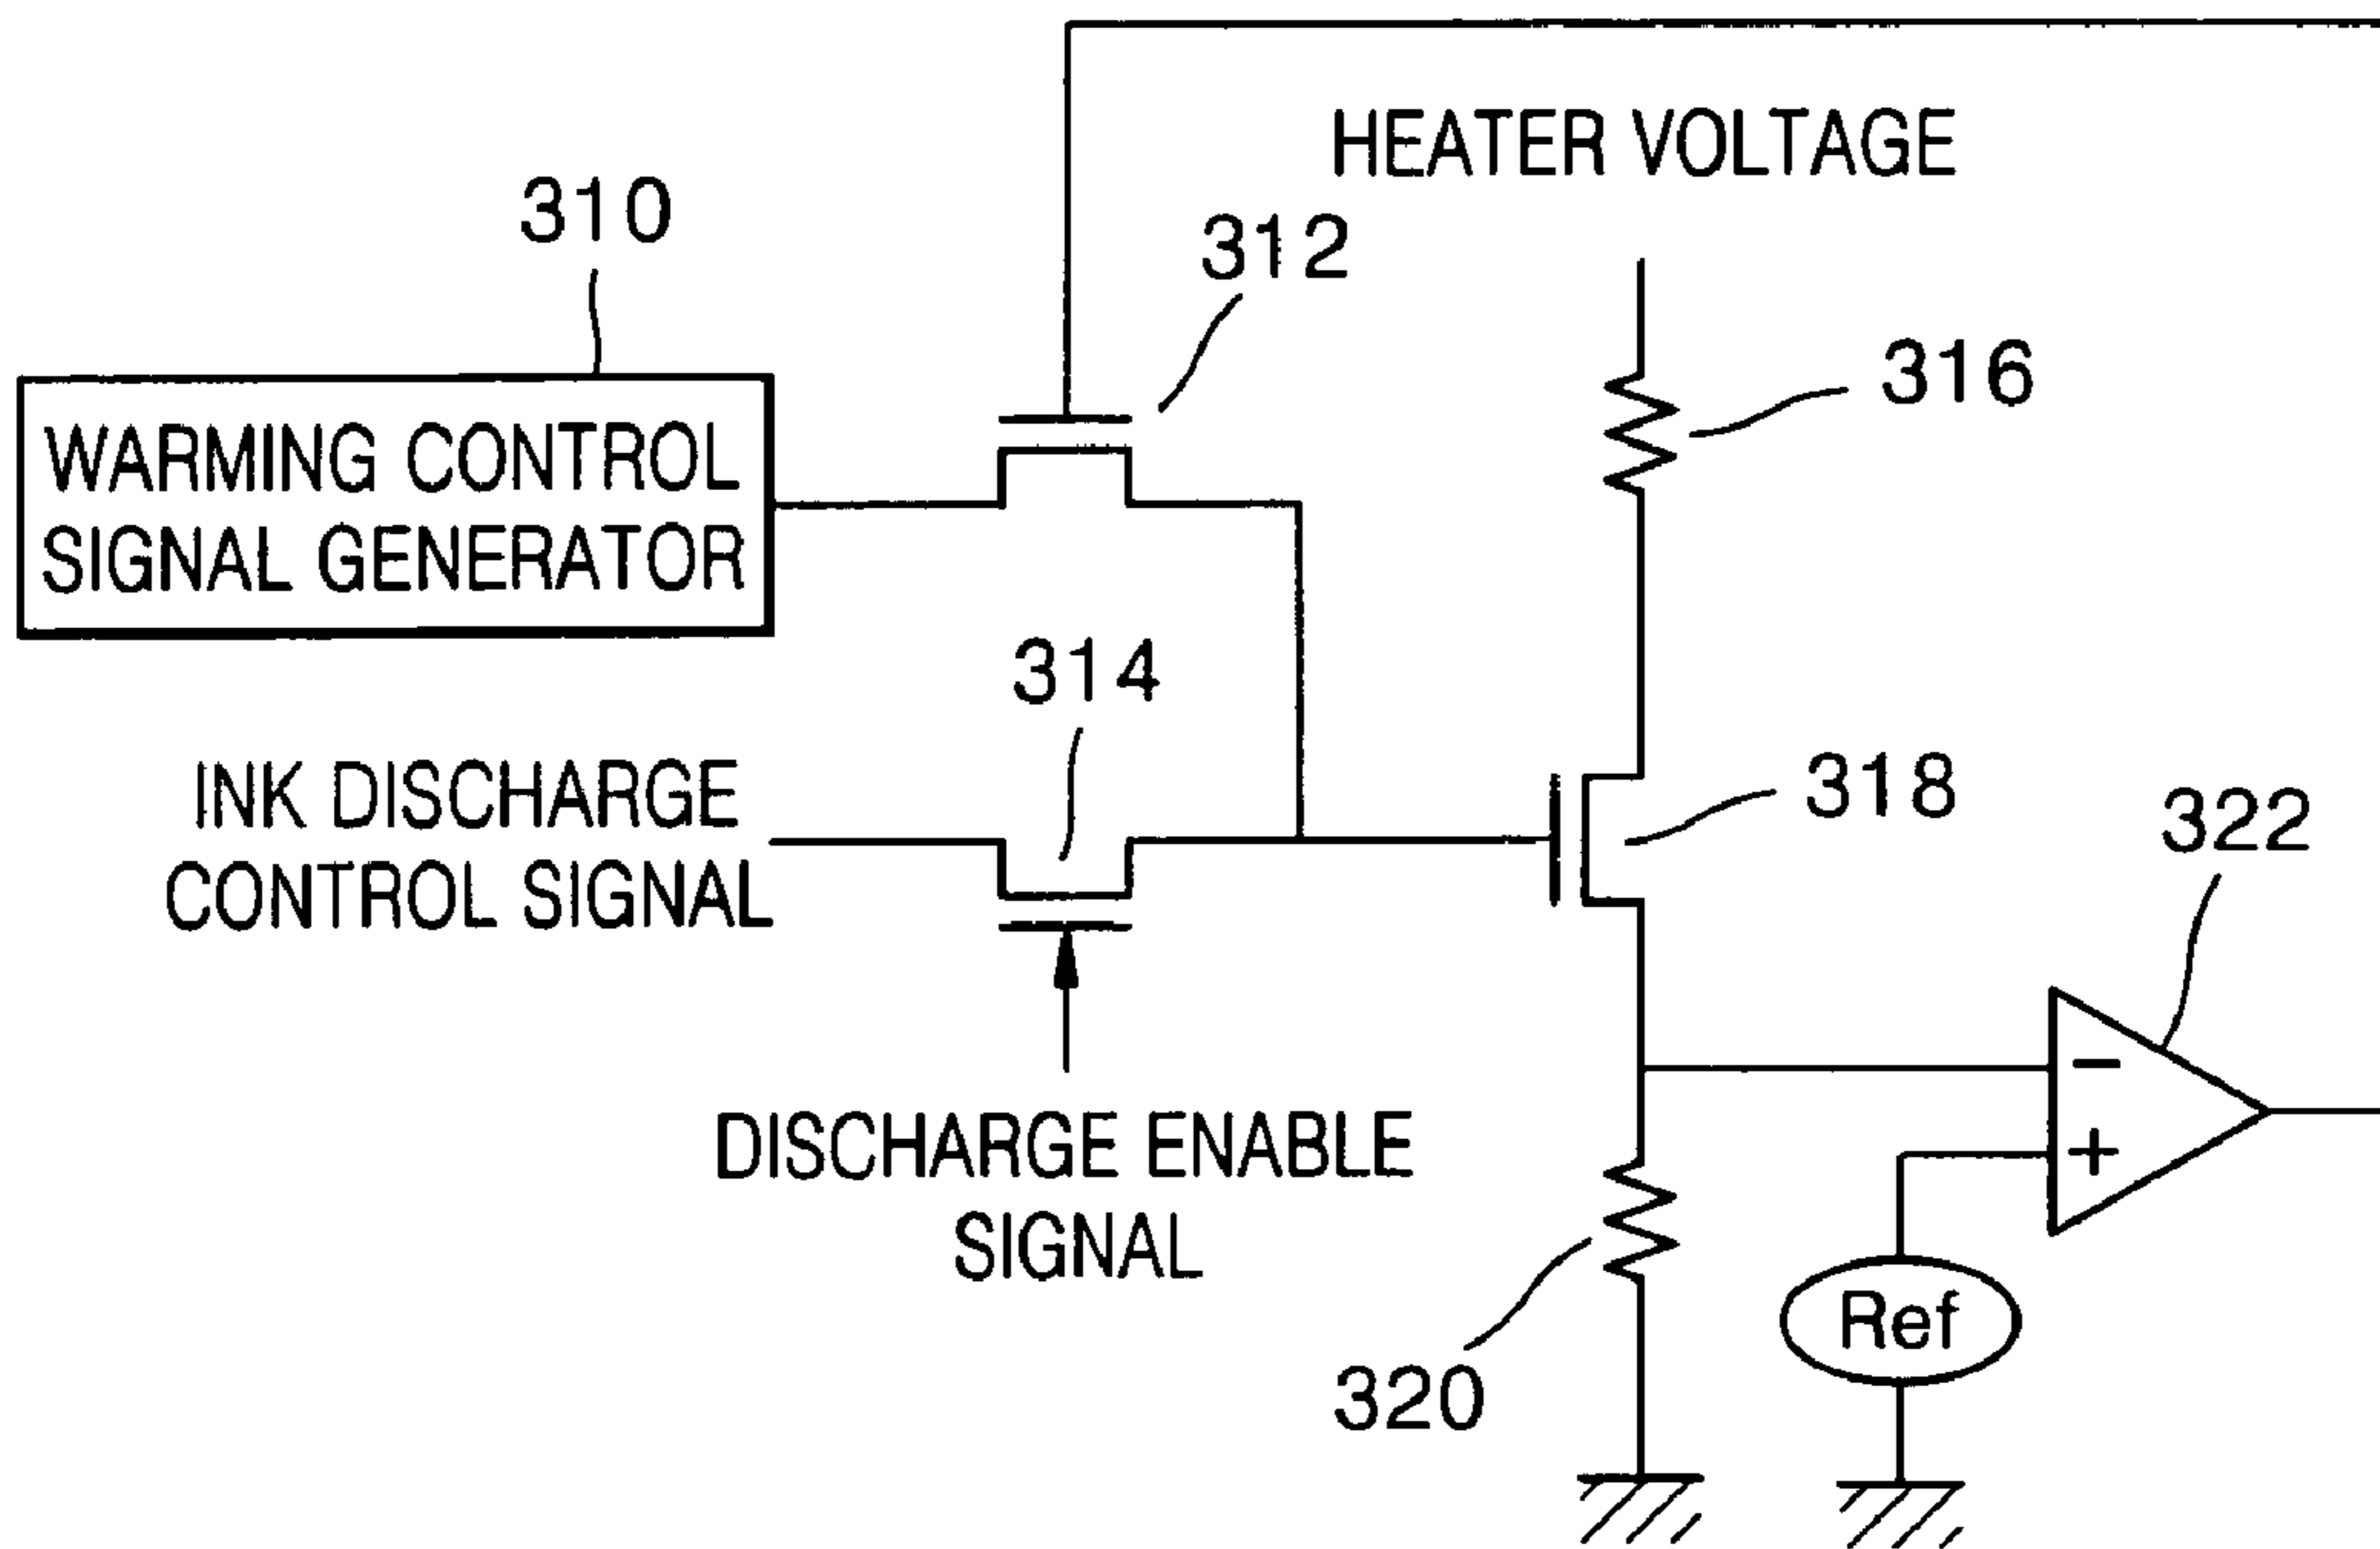 HEATER VOLTAGE
310
312
316
WARMING CONTROL
SIGNAL GENERATOR
314
INK DISCHARGE
CONTROL SIGNAL
318
322
−
+
DISCHARGE ENABLE
SIGNAL
Ref
320